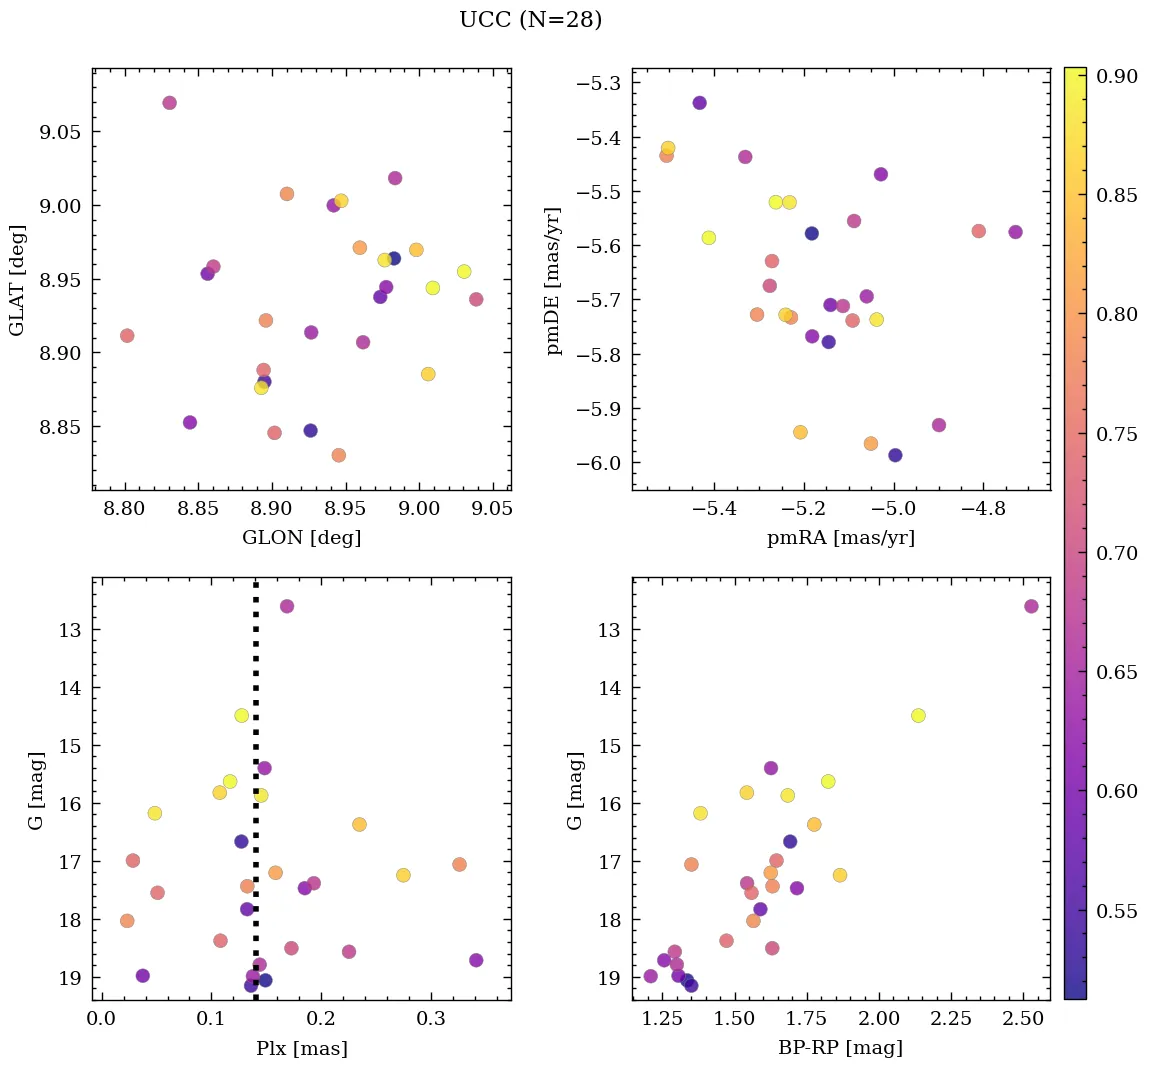 UCC (N=28)
9.05
9.00
8.95
8.90
8.85
GLAT [deg]
8.80 8.85 8.90 8.95 9.00 9.05
GLON [deg]
−5.3
−5.4
−5.5
−5.6
−5.7
−5.8
−5.9
−6.0
pmDE [mas/yr]
−5.4 −5.2 −5.0 −4.8
pmRA [mas/yr]
13
14
15
16
17
18
19
G [mag]
0.0 0.1 0.2 0.3
Plx [mas]
13
14
15
16
17
18
19
G [mag]
1.25 1.50 1.75 2.00 2.25 2.50
BP-RP [mag]
0.90
0.85
0.80
0.75
0.70
0.65
0.60
0.55